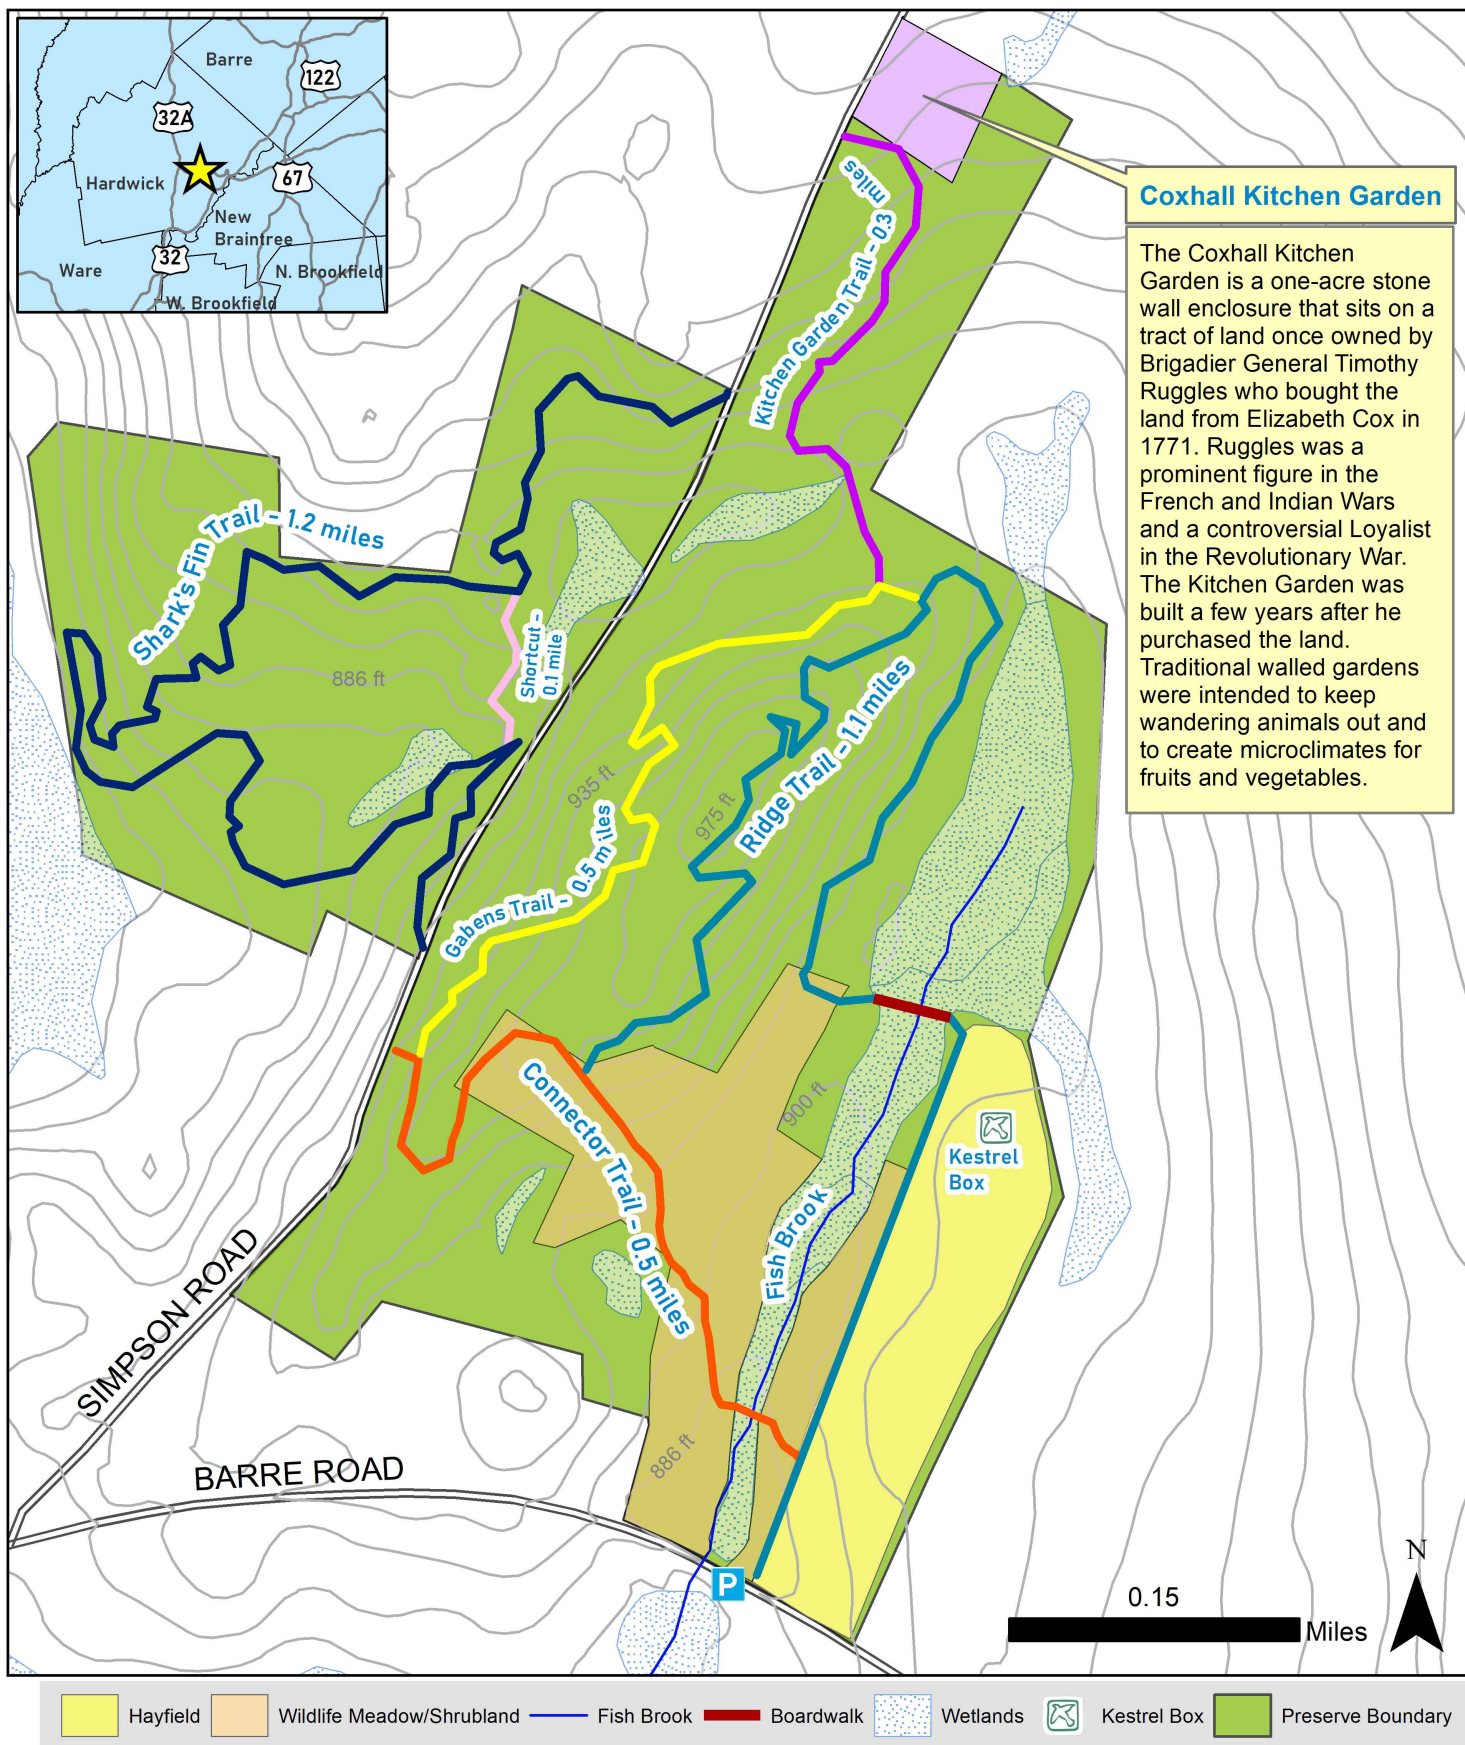 Barre
122
32A
Hardwick
67
New
Braintree
32
Ware
N. Brookfield
W. Brookfield
Coxhall Kitchen Garden
The Coxhall Kitchen
Garden is a one-acre stone
wall enclosure that sits on a
tract of land once owned by
Brigadier General Timothy
Ruggles who bought the
land from Elizabeth Cox in
1771. Ruggles was a
prominent figure in the
French and Indian Wars
and a controversial Loyalist
in the Revolutionary War.
The Kitchen Garden was
built a few years after he
purchased the land.
Traditional walled gardens
were intended to keep
wandering animals out and
to create microclimates for
fruits and vegetables.
Kitchen Garden Trail - 0.3
miles
Shark's Fin Trail - 1.2 miles
Shortcut -
0.1 mile
886 ft
935 ft
975 ft
Ridge Trail - 1.1 miles
Gabens Trail - 0.5 m iles
Connector Trail - 0.5 miles
900 ft
Kestrel
Box
Fish Brook
886 ft
SIMPSON ROAD
BARRE ROAD
P
N
0.15
Miles
Hayfield
Wildlife Meadow/Shrubland
Fish Brook
Boardwalk
Wetlands
Kestrel Box
Preserve Boundary